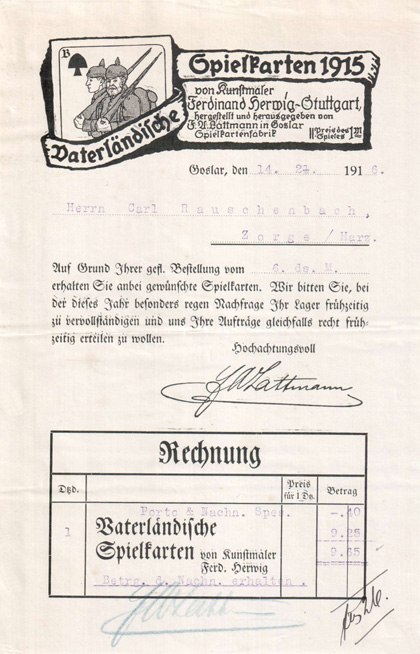 B
Spielkarten 1915
von Kunstmaler
Ferdinand Herwig-Stuttgart,
hergestellt und herausgegeben von
F. A. Lattmann in Goslar
Spielkartenfabrik
Preis des Spieles 1 M
Vaterländische
Goslar, den 14. 2. 1916.
Herrn Carl Rauschenbach,
Zorge/Harz.
Auf Grund Ihrer gefl. Bestellung vom 6. ds. M.
erhalten Sie anbei gewünschte Spielkarten. Wir bitten Sie, bei
der dieses Jahr besonders regen Nachfrage Ihr Lager frühzeitig
zu vervollständigen und uns Ihre Aufträge gleichfalls recht früh-
zeitig erteilen zu wollen.
Hochachtungsvoll
F A Lattmann
Rechnung
Dtzd. Preis für 1 Dtz. Betrag
Porto & Nachn. Spes. -.40
1 Vaterländische 9.25
Spielkarten von Kunstmaler Ferd. Herwig 9.65
Betrg. d. Nachn. erhalten.